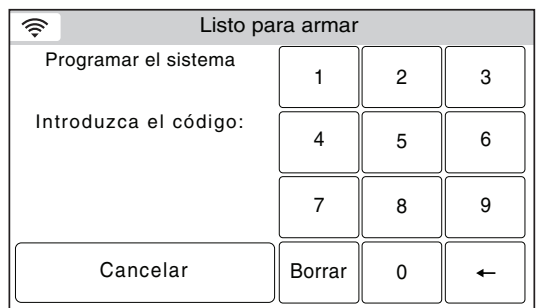 Listo para armar
Programar el sistema
Introduzca el código:
1 2 3
4 5 6
7 8 9
Cancelar Borrar 0 ←